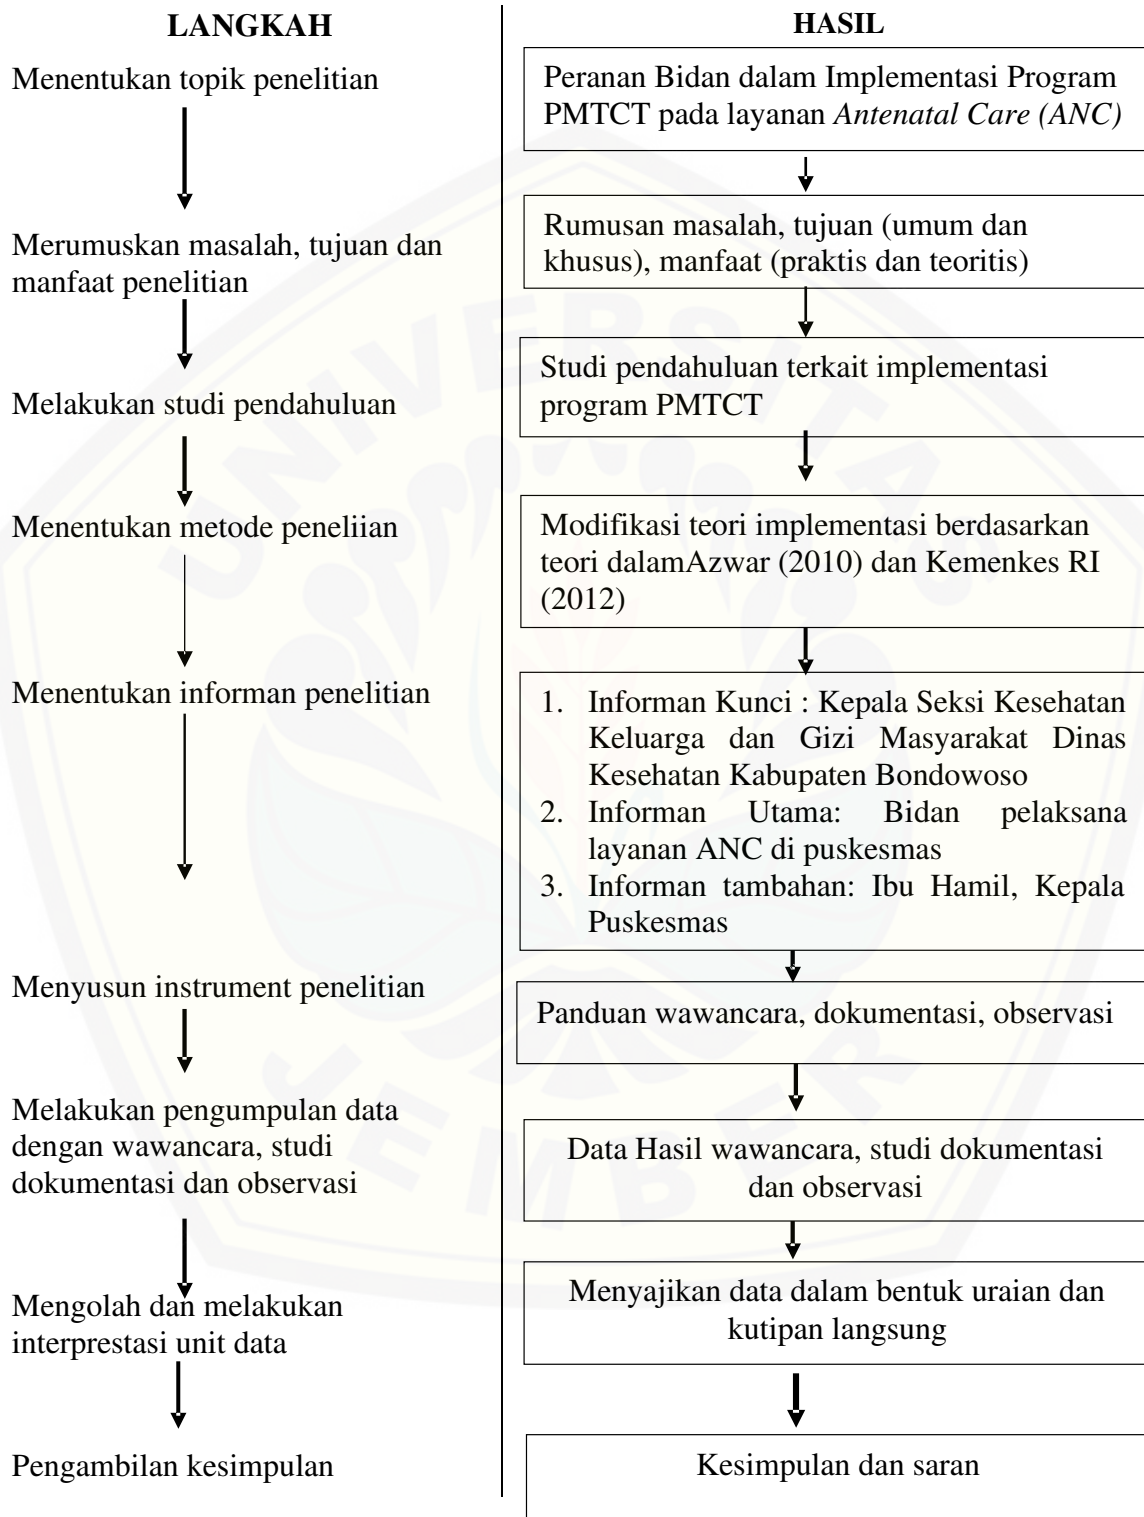 LANGKAH
Menentukan topik penelitian
Merumuskan masalah, tujuan dan
manfaat penelitian
Melakukan studi pendahuluan
Menentukan metode peneliian
Menentukan informan penelitian
Menyusun instrument penelitian
Melakukan pengumpulan data
dengan wawancara, studi
dokumentasi dan observasi
Mengolah dan melakukan
interprestasi unit data
Pengambilan kesimpulan
HASIL
Peranan Bidan dalam Implementasi Program
PMTCT pada layanan Antenatal Care (ANC)
Rumusan masalah, tujuan (umum dan
khusus), manfaat (praktis dan teoritis)
Studi pendahuluan terkait implementasi
program PMTCT
Modifikasi teori implementasi berdasarkan
teori dalamAzwar (2010) dan Kemenkes RI
(2012)
1. Informan Kunci : Kepala Seksi Kesehatan
Keluarga dan Gizi Masyarakat Dinas
Kesehatan Kabupaten Bondowoso
2. Informan Utama: Bidan pelaksana
layanan ANC di puskesmas
3. Informan tambahan: Ibu Hamil, Kepala
Puskesmas
Panduan wawancara, dokumentasi, observasi
Data Hasil wawancara, studi dokumentasi
dan observasi
Menyajikan data dalam bentuk uraian dan
kutipan langsung
Kesimpulan dan saran
UNIVERSITAS
JEMBER